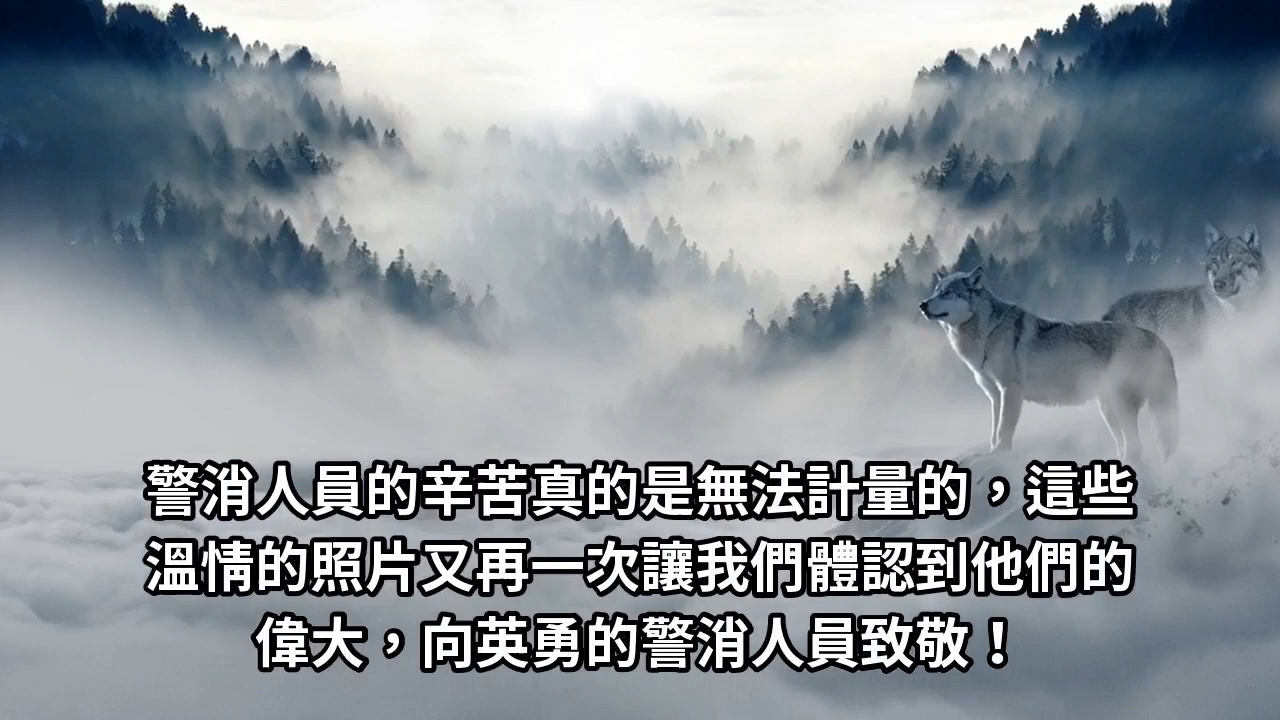 警消人員的辛苦真的是無法計量的，這些
溫情的照片又再一次讓我們體認到他們的
偉大，向英勇的警消人員致敬！